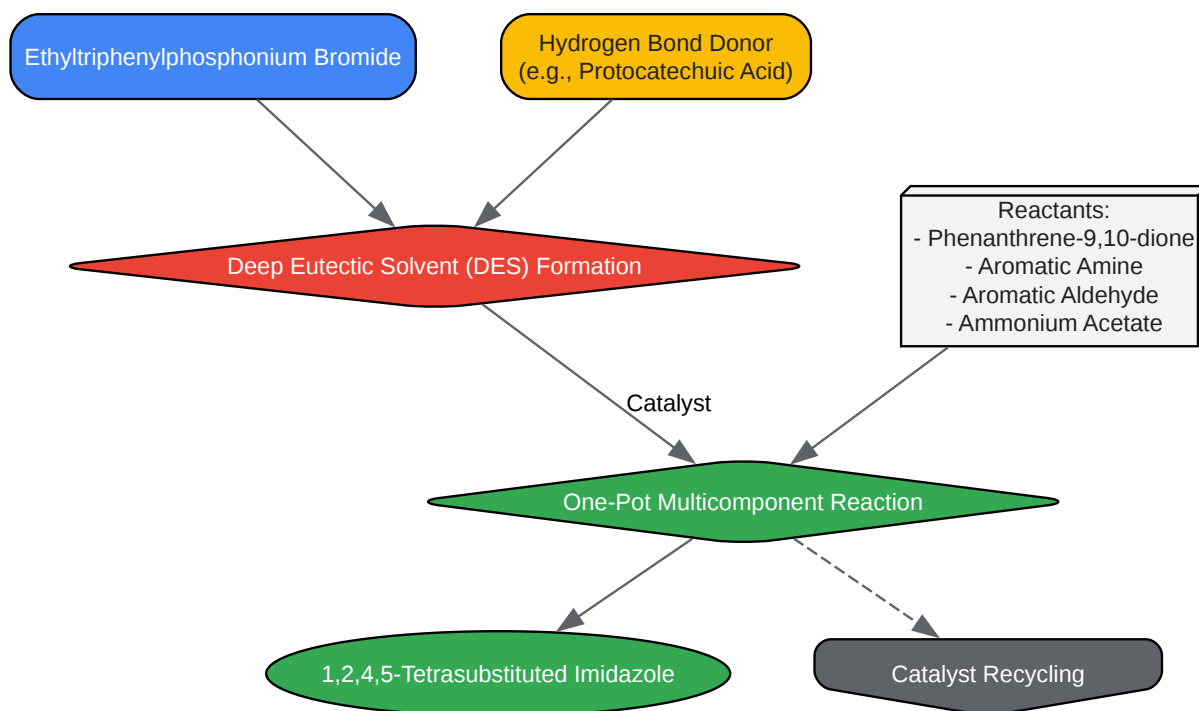 Ethyltriphenylphosphonium Bromide
Hydrogen Bond Donor
(e.g., Protocatechuic Acid)
Reactants:
- Phenanthrene-9,10-dione
- Aromatic Amine
- Aromatic Aldehyde
- Ammonium Acetate
Deep Eutectic Solvent (DES) Formation
Catalyst
One-Pot Multicomponent Reaction
1,2,4,5-Tetrasubstituted Imidazole
Catalyst Recycling